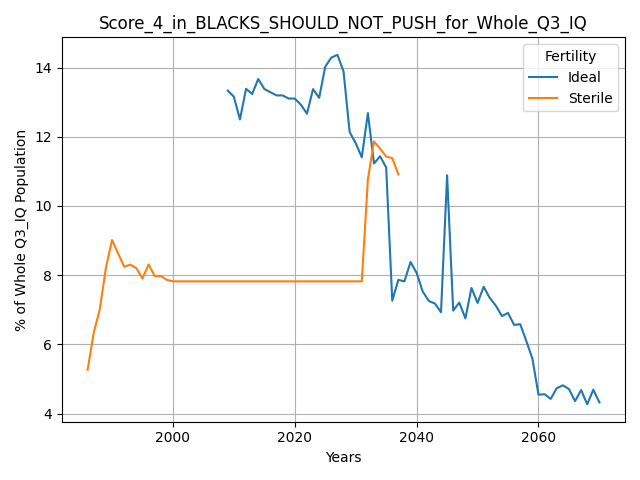 Score_4_in_BLACKS_SHOULD_NOT_PUSH_for_Whole_Q3_IQ
Fertility
Ideal
Sterile
% of Whole Q3_IQ Population
14
12
10
8
6
4
2000
2020
2040
2060
Years